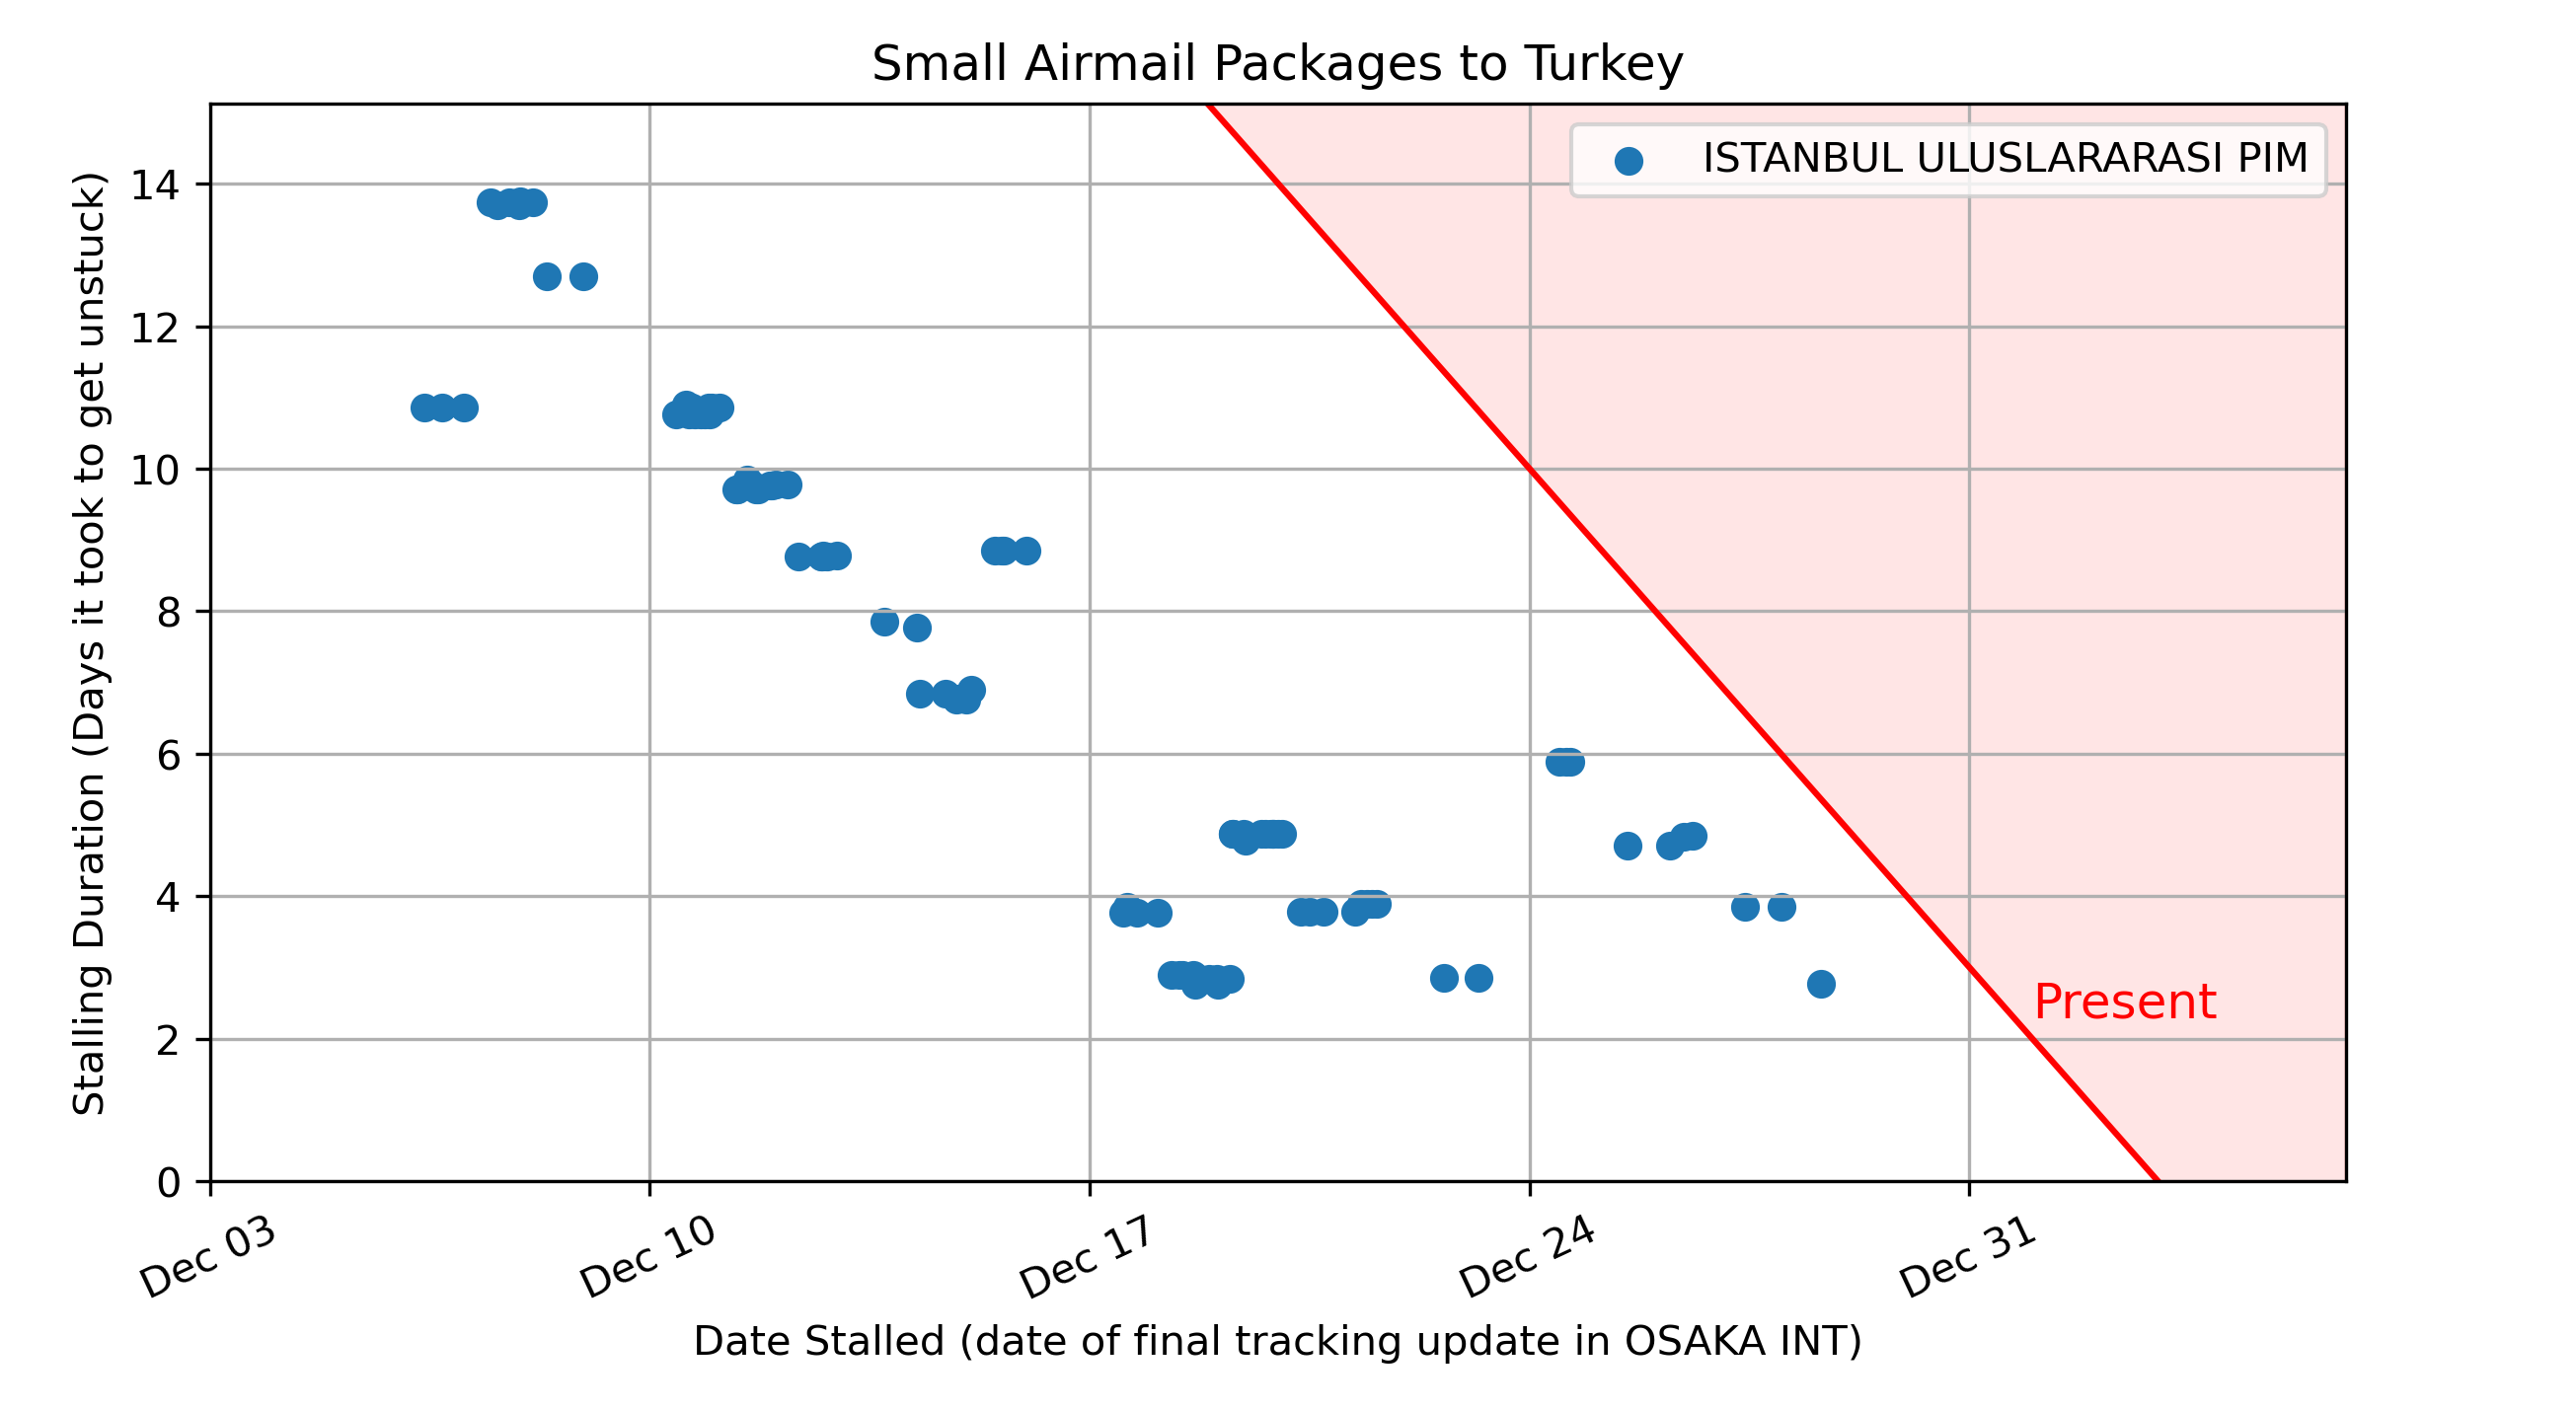 Small Airmail Packages to Turkey
ISTANBUL ULUSLARARASI PIM
Stalling Duration (Days it took to get unstuck)
14
12
10
8
6
4
2
0
Present
Dec 03
Dec 10
Dec 17
Dec 24
Dec 31
Date Stalled (date of final tracking update in OSAKA INT)